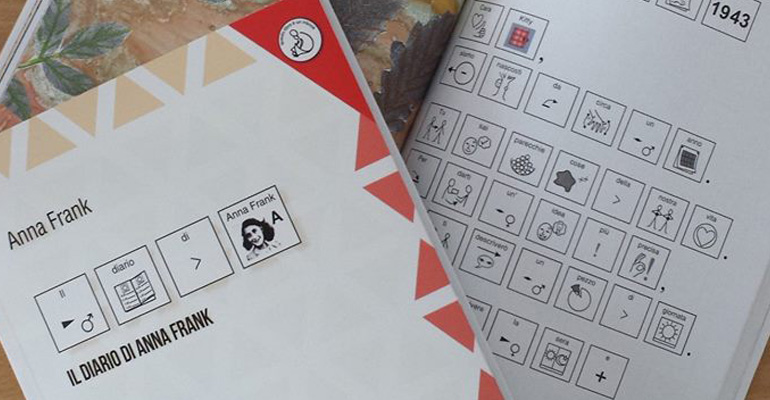 Anna Frank
Il diario di Anna Frank
A
IL DIARIO DI ANNA FRANK
1943
Cara Kitty,
siamo nascosti da circa un anno.
Tu sai parecchie cose della nostra vita.
Per darti un' idea più precisa,
ti descriverò un pezzo di giornata.
la sera e